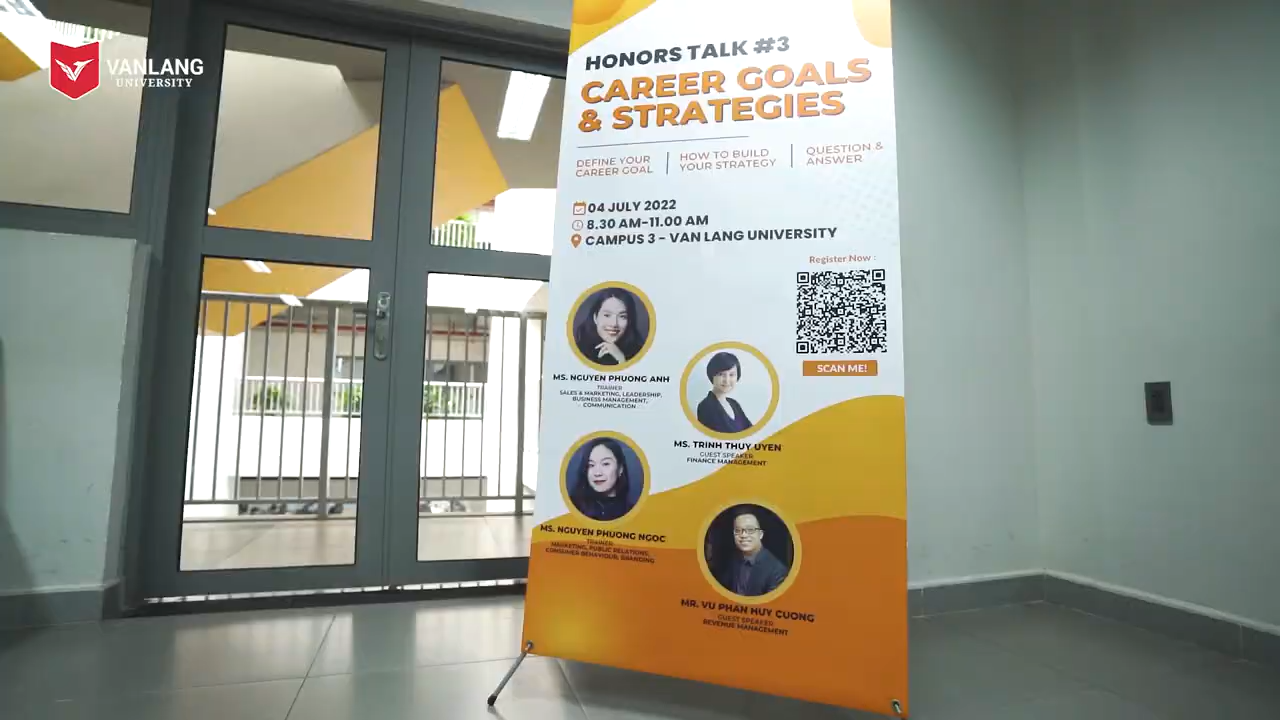 VANLANG
UNIVERSITY
HONORS TALK #3
CAREER GOALS
& STRATEGIES
DEFINE YOUR
CAREER GOAL
HOW TO BUILD
YOUR STRATEGY
QUESTION &
ANSWER
04 JULY 2022
8.30 AM-11.00 AM
CAMPUS 3 - VAN LANG UNIVERSITY
Register Now :
SCAN ME!
MS. NGUYEN PHUONG ANH
TRAINER
SALES & MARKETING, LEADERSHIP,
BUSINESS MANAGEMENT,
COMMUNICATION
MS. TRINH THUY UYEN
GUEST SPEAKER
FINANCE MANAGEMENT
MS. NGUYEN PHUONG NGOC
TRAINER
MARKETING, PUBLIC RELATIONS,
CONSUMER BEHAVIOUR, BRANDING
MR. VU PHAN HUY CUONG
GUEST SPEAKER
REVENUE MANAGEMENT